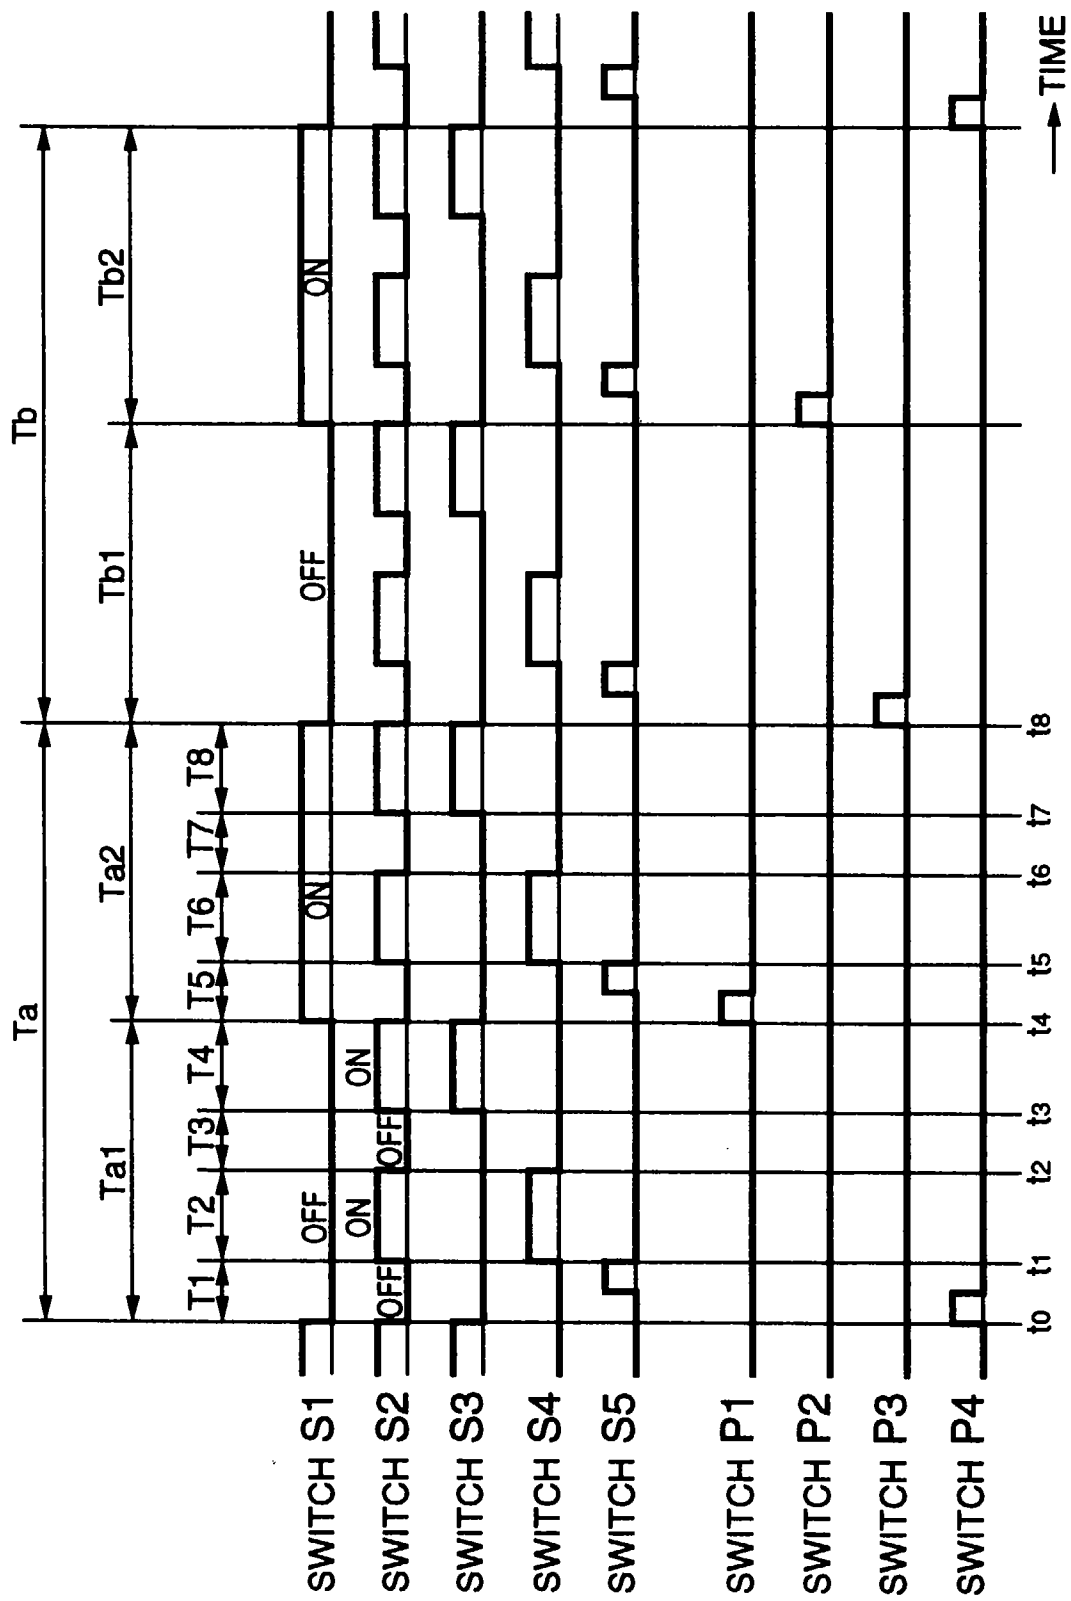 Ta Tb
Ta1 Ta2 Tb1 Tb2
T1 T2 T3 T4 T5 T6 T7 T8
SWITCH S1 OFF ON OFF ON
SWITCH S2 OFF ON OFF ON
SWITCH S3
SWITCH S4
SWITCH S5
SWITCH P1
SWITCH P2
SWITCH P3
SWITCH P4
t0 t1 t2 t3 t4 t5 t6 t7 t8
TIME